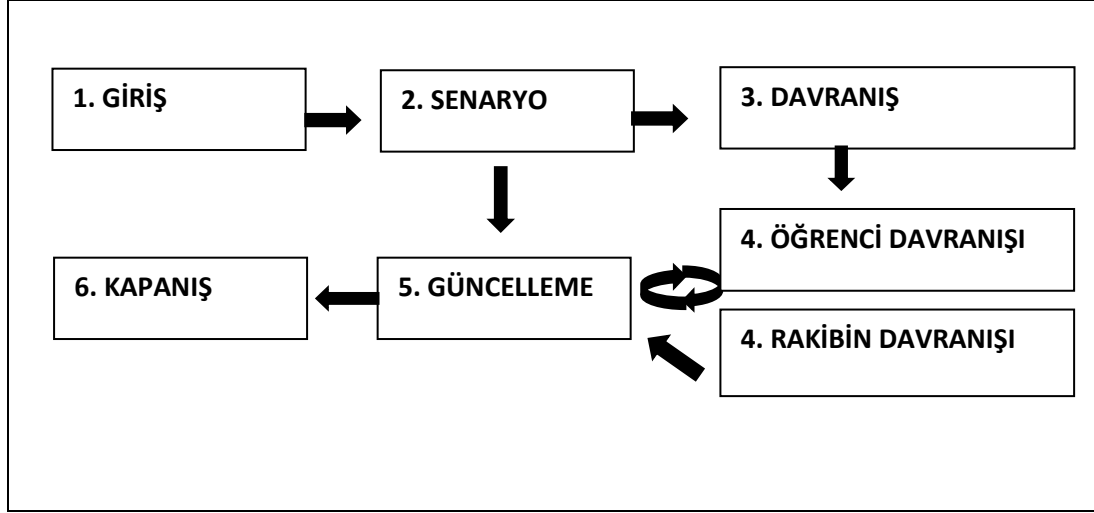 1. GİRİŞ
2. SENARYO
3. DAVRANIŞ
4. ÖĞRENCİ DAVRANIŞI
6. KAPANIŞ
5. GÜNCELLEME
4. RAKİBİN DAVRANIŞI